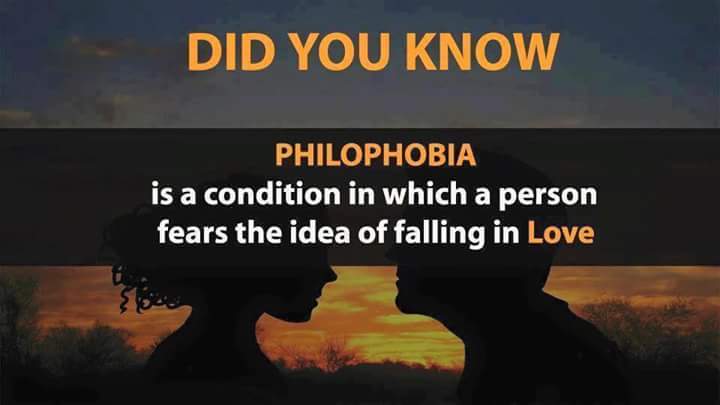 DID YOU KNOW
PHILOPHOBIA
is a condition in which a person
fears the idea of falling in Love